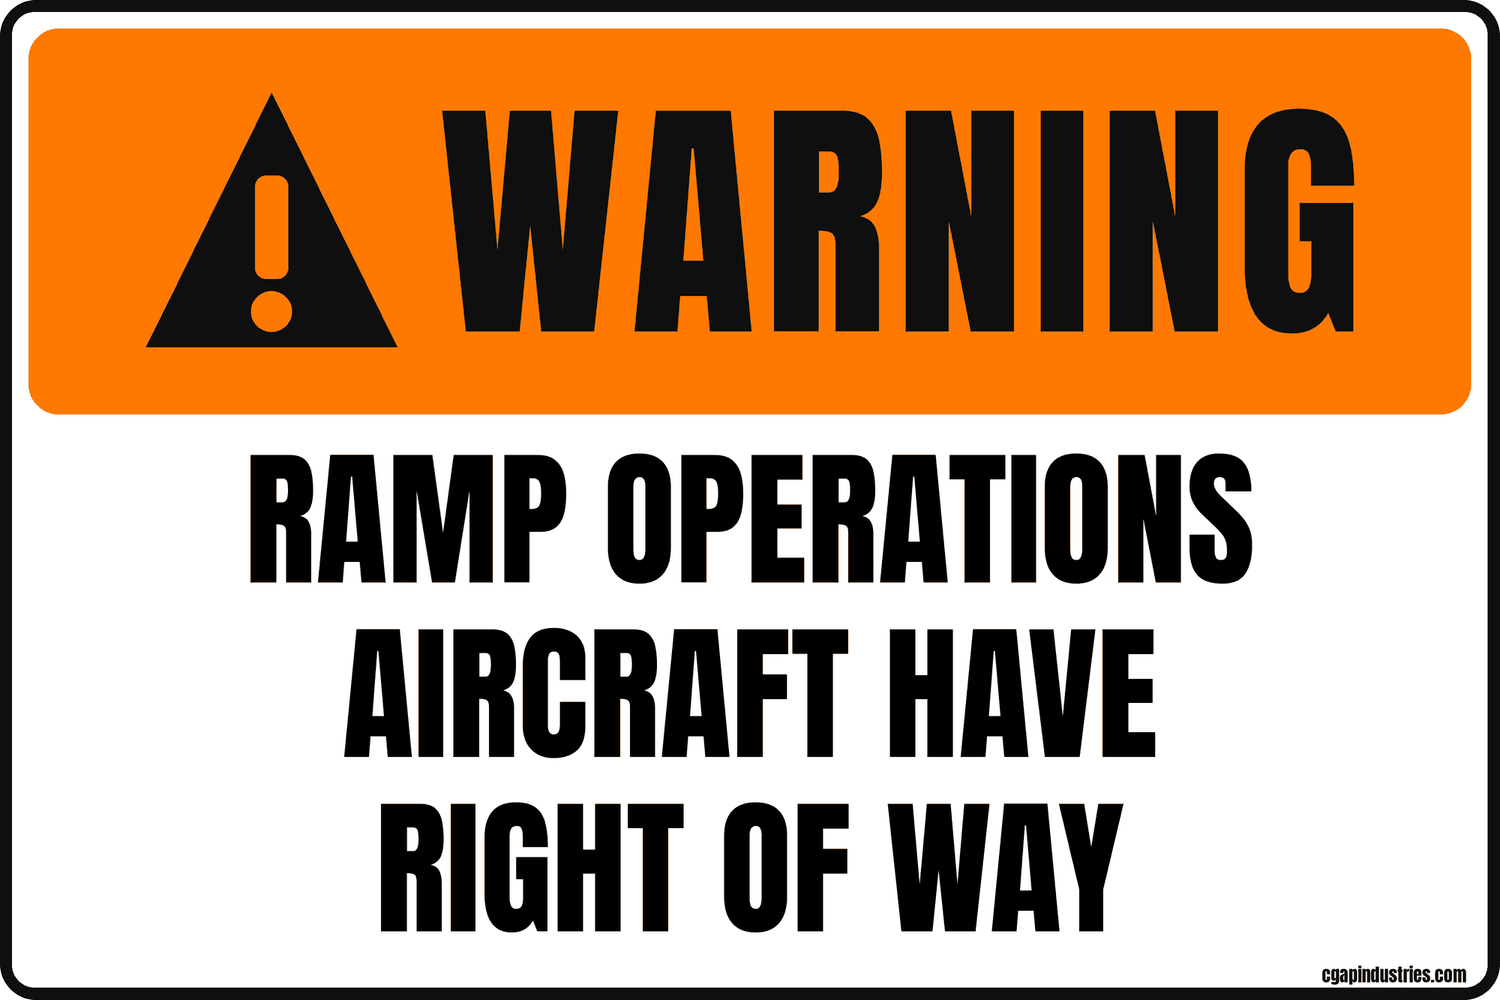 WARNING
RAMP OPERATIONS
AIRCRAFT HAVE
RIGHT OF WAY
cgapindustries.com